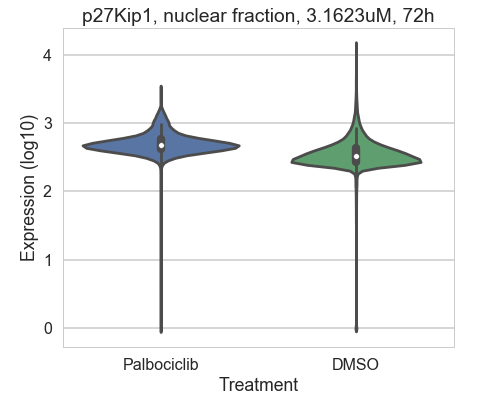 p27Kip1, nuclear fraction, 3.1623uM, 72h
Expression (log10)
4
3
2
1
0
Palbociclib
DMSO
Treatment